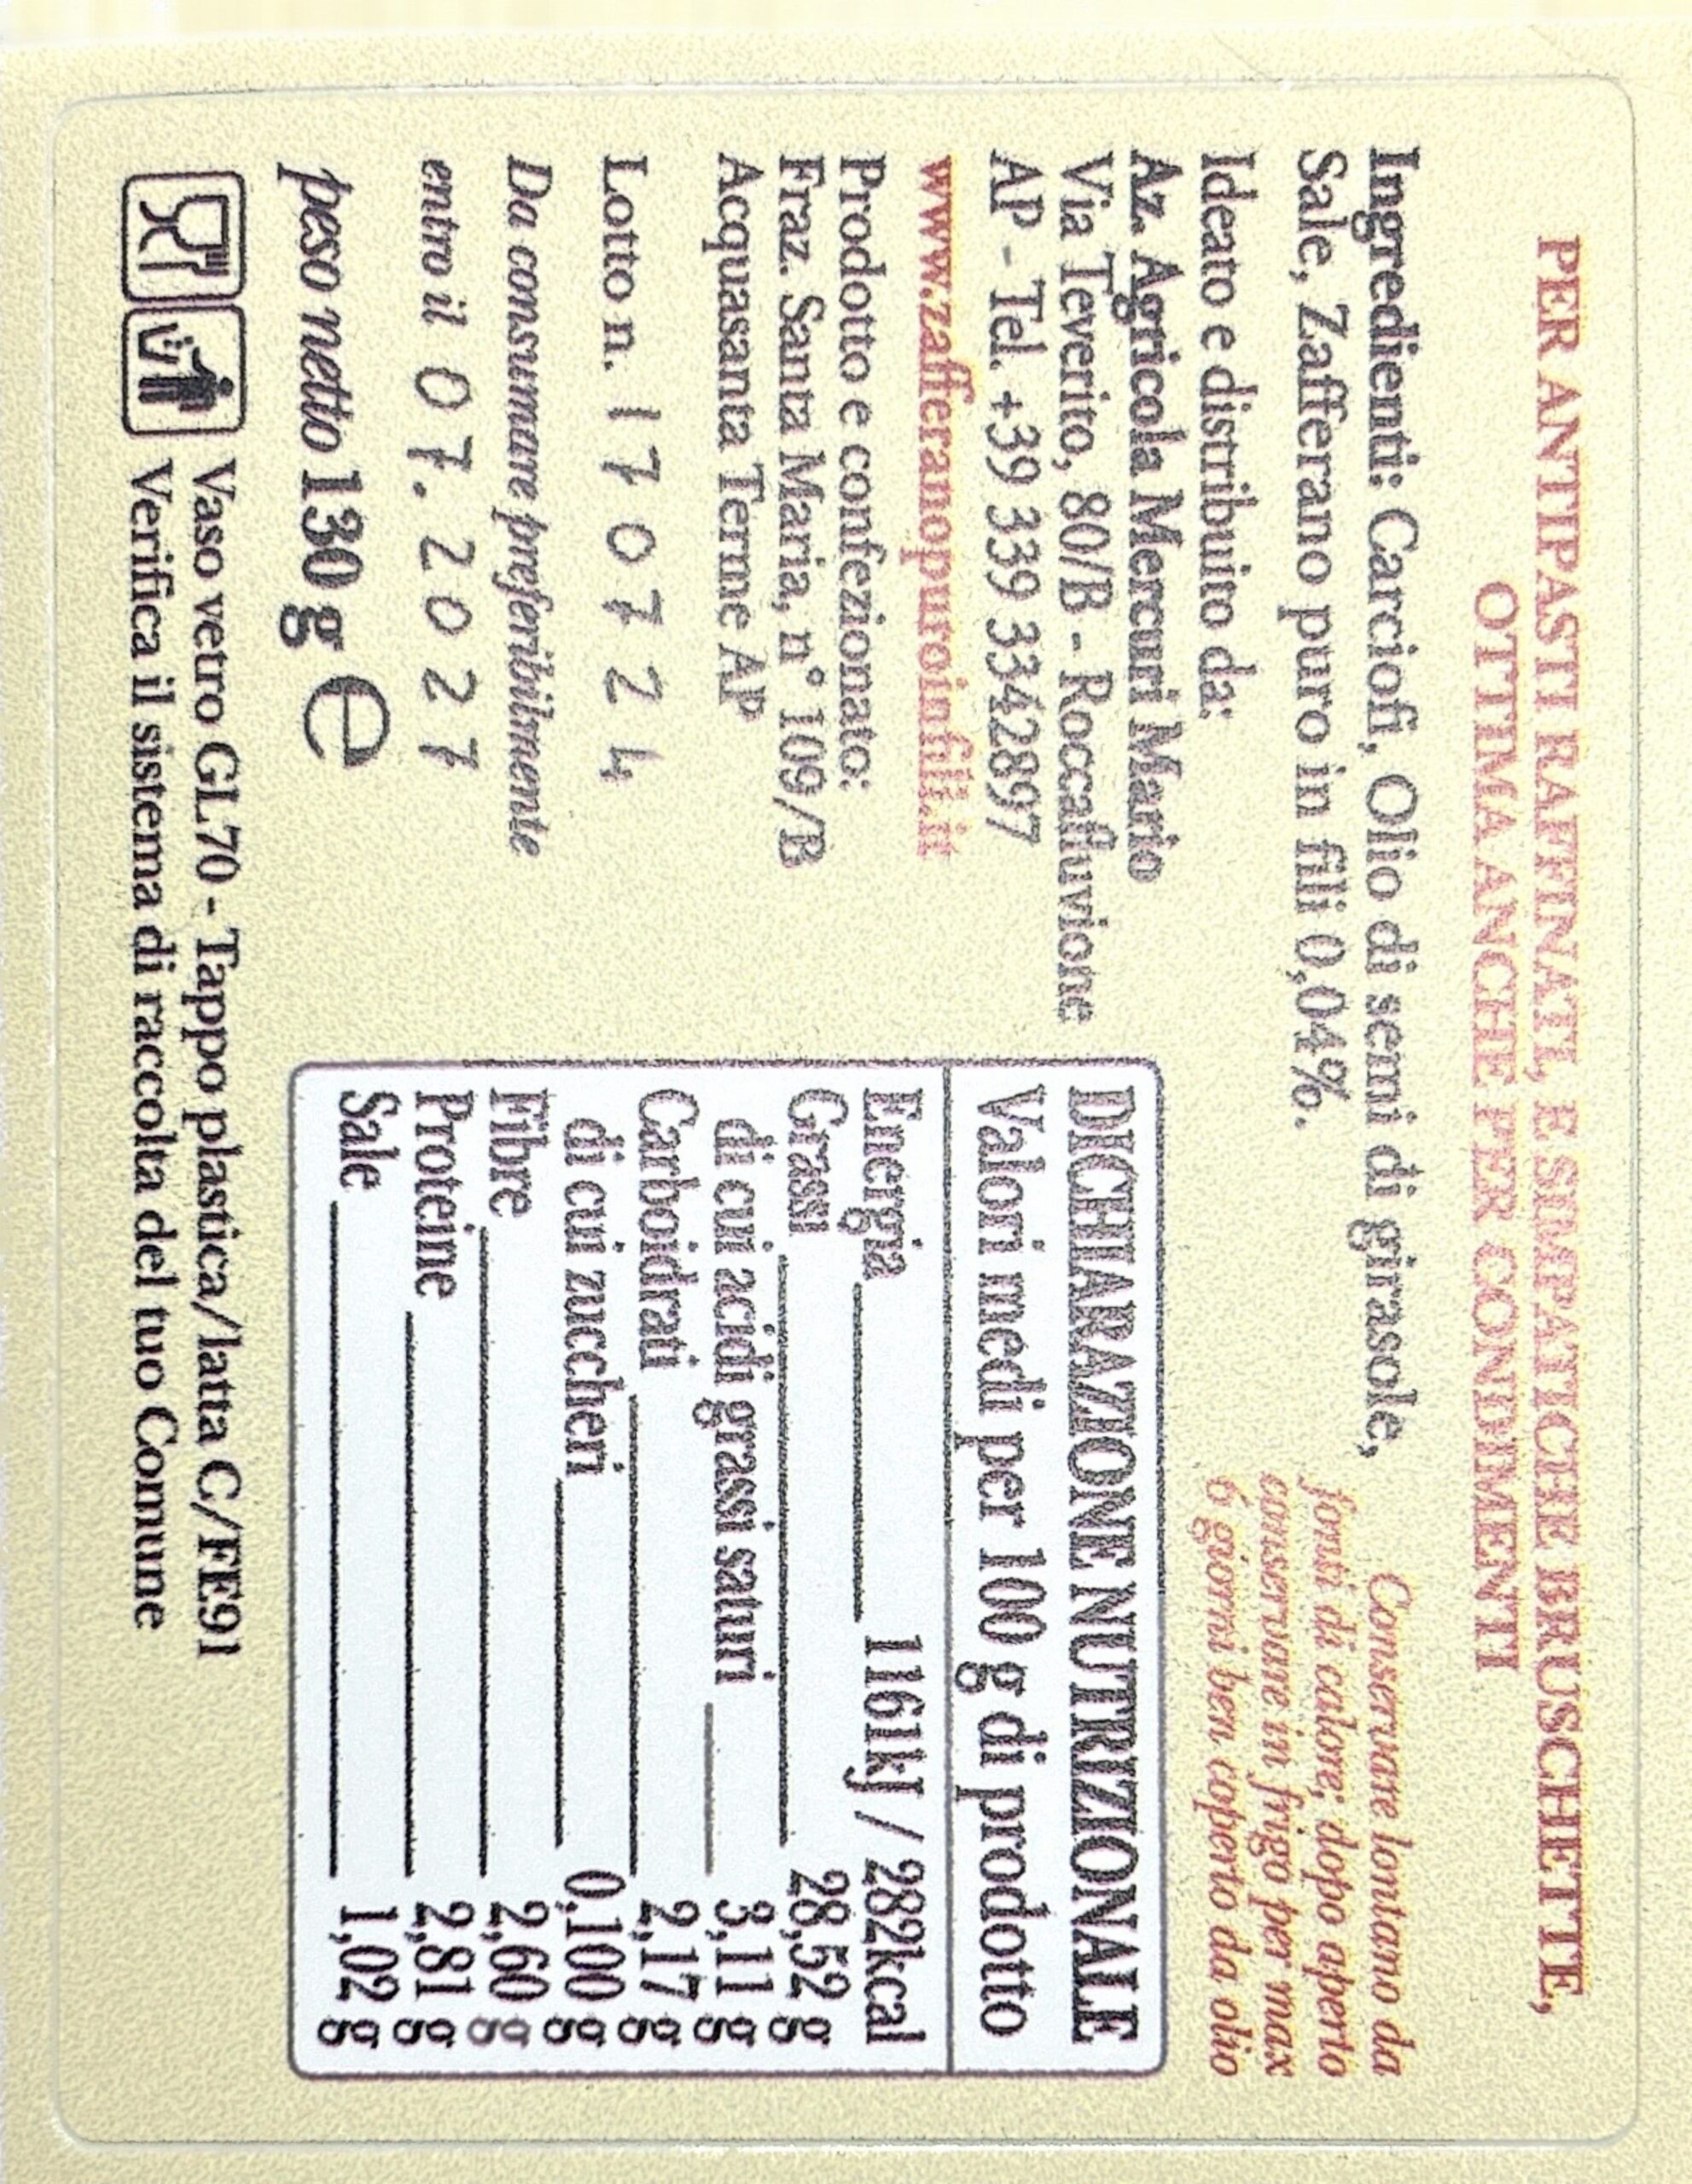 PER ANTIPASTI RAFFINATI, E SIMPATICHE BRUSCHETTE,
OTTIMA ANCHE PER CONDIMENTI
Ingredienti: Carciofi, Olio di semi di girasole,
Sale, Zafferano puro in fili 0,04%.
Conservare lontano da
fonti di calore; dopo aperto
conservare in frigo per max
6 giorni ben coperto da olio
Ideato e distribuito da:
Az. Agricola Mercuri Mario
Via Teverito, 80/B - Roccafluvione
AP - Tel. +39 339 3342897
www.zafferanopuroinfili.it
Prodotto e confezionato:
Fraz. Santa Maria, n° 109/B
Acquasanta Terme AP
Lotto n. 170724
Da consumare preferibilmente
entro il 07.2027
peso netto 130 g e
DICHIARAZIONE NUTRIZIONALE
Valori medi per 100 g di prodotto
Energia 1161kJ / 282kcal
Grassi 28,52 g
di cui acidi grassi saturi 3,11 g
Carboidrati 2,17 g
di cui zuccheri 0,100 g
Fibre 2,60 g
Proteine 2,81 g
Sale 1,02 g
Vaso vetro GL70 - Tappo plastica/latta C/FE91
Verifica il sistema di raccolta del tuo Comune